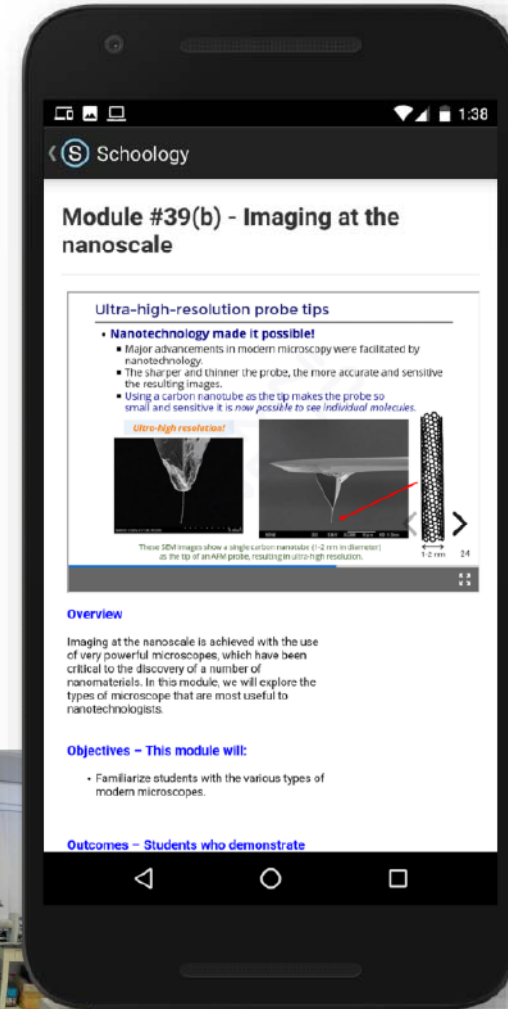 1:38
Schoology
Module #39(b) - Imaging at the
nanoscale
Ultra-high-resolution probe tips
• Nanotechnology made it possible!
▪ Major advancements in modern microscopy were facilitated by
nanotechnology.
▪ The sharper and thinner the probe, the more accurate and sensitive
the resulting images.
▪ Using a carbon nanotube as the tip makes the probe so
small and sensitive it is now possible to see individual molecules.
Ultra-high resolution!
These SEM images show a single carbon nanotube (1-2 nm in diameter)
as the tip of an AFM probe, resulting in ultra-high resolution.
1-2 nm
24
Overview
Imaging at the nanoscale is achieved with the use
of very powerful microscopes, which have been
critical to the discovery of a number of
nanomaterials. In this module, we will explore the
types of microscope that are most useful to
nanotechnologists.
Objectives – This module will:
• Familiarize students with the various types of
modern microscopes.
Outcomes – Students who demonstrate